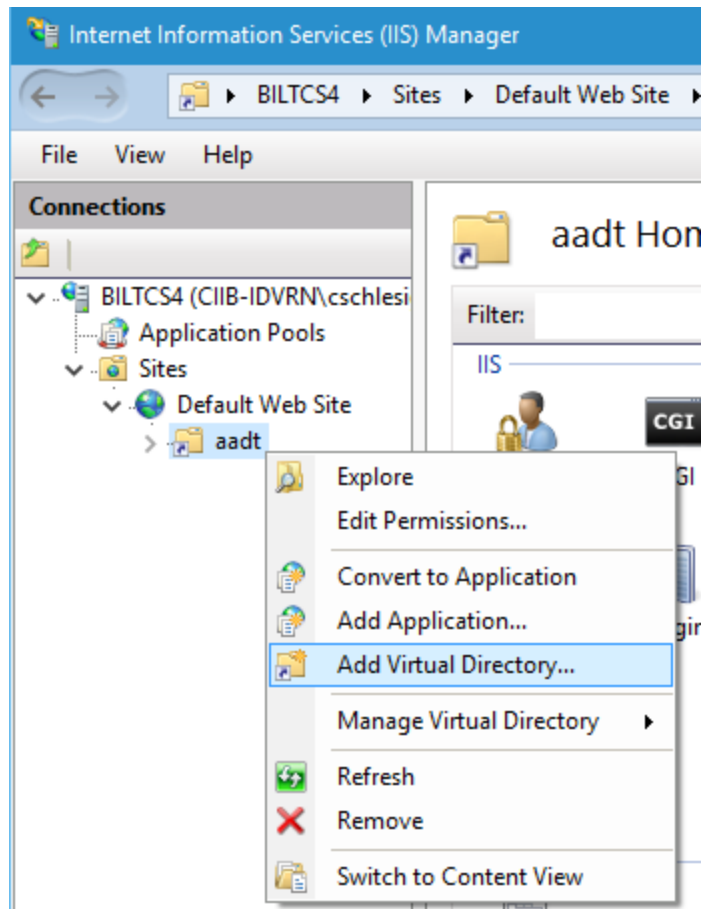 Internet Information Services (IIS) Manager
BILTCS4 Sites Default Web Site
File View Help
Connections
BILTCS4 (CIIB-IDVRN\cschlesi
Application Pools
Sites
Default Web Site
aadt
aadt Hom
Filter:
IIS
CGI
GI
gin
Explore
Edit Permissions...
Convert to Application
Add Application...
Add Virtual Directory...
Manage Virtual Directory
Refresh
Remove
Switch to Content View